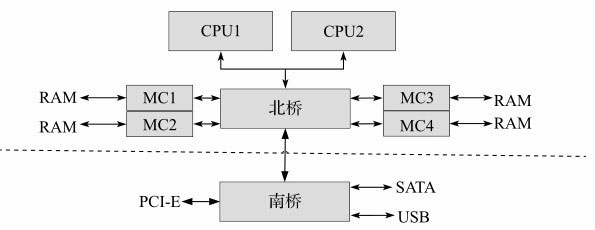 CPU1 CPU2
RAM MC1 北桥 MC3 RAM
RAM MC2 MC4 RAM
PCI-E 南桥 SATA
USB